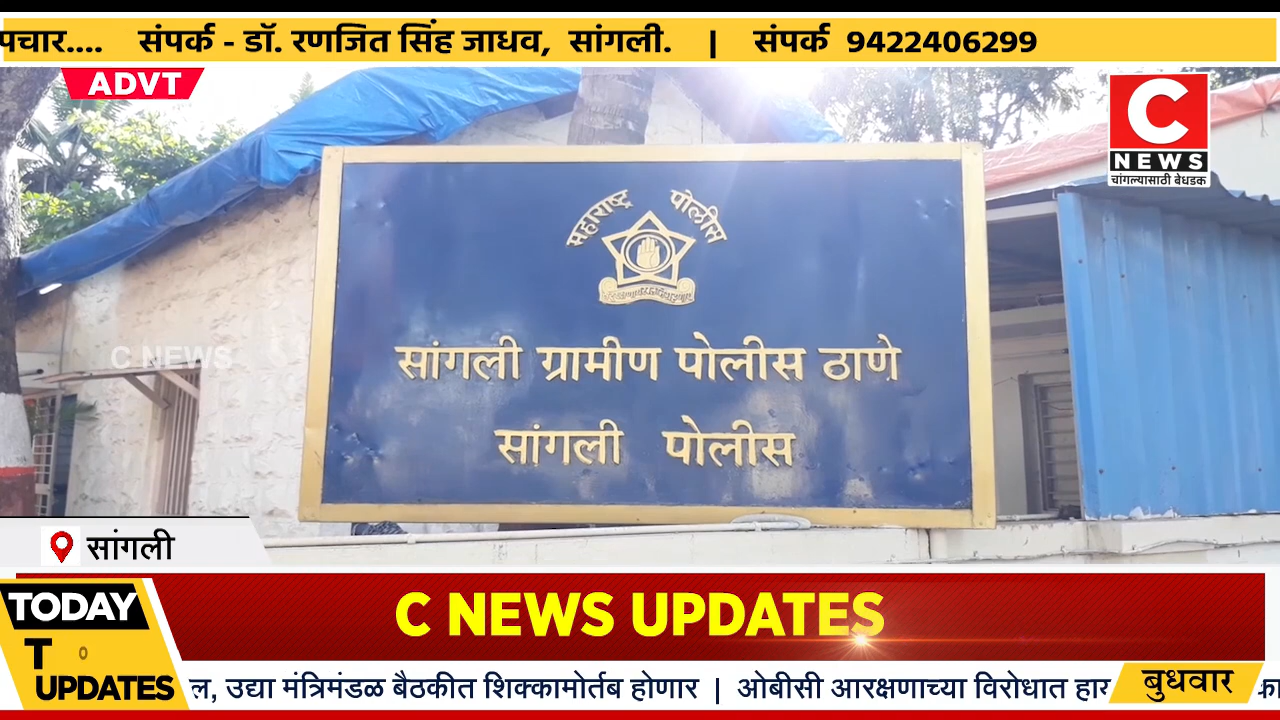 पचार.... संपर्क - डॉ. रणजित सिंह जाधव, सांगली. | संपर्क 9422406299
ADVT
C
NEWS
चांगल्यासाठी बेधडक
महाराष्ट्र पोलीस
सांगली ग्रामीण पोलीस ठाणे
सांगली पोलीस
C NEWS
सांगली
TODAY
T
UPDATES
C NEWS UPDATES
ल, उद्या मंत्रिमंडळ बैठकीत शिक्कामोर्तब होणार | ओबीसी आरक्षणाच्या विरोधात हा
बुधवार